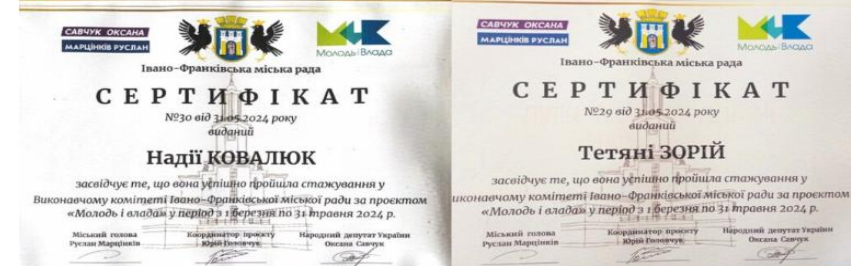 САВЧУК ОКСАНА
МАРЦІНКІВ РУСЛАН
Молодь і Влада
Івано-Франківська міська рада
СЕРТИФІКАТ
№30 від 31.05.2024 року
виданий
Надії КОВАЛЮК
засвідчує те, що вона успішно пройшла стажування у
Виконавчому комітеті Івано-Франківської міської ради за проєктом
«Молодь і влада» у період з 1 березня по 31 травня 2024 р.
Міський голова
Руслан Марцінків
Координатор проєкту
Юрій Головчук
Народний депутат України
Оксана Савчук
САВЧУК ОКСАНА
МАРЦІНКІВ РУСЛАН
Молодь і Влада
Івано-Франківська міська рада
СЕРТИФІКАТ
№29 від 31.05.2024 року
виданий
Тетяні ЗОРІЙ
засвідчує те, що вона успішно пройшла стажування у
иконавчому комітеті Івано-Франківської міської ради за проєктом
«Молодь і влада» у період з 1 березня по 31 травня 2024 р.
Міський голова
Руслан Марцінків
Координатор проєкту
Юрій Головчук
Народний депутат України
Оксана Савчук